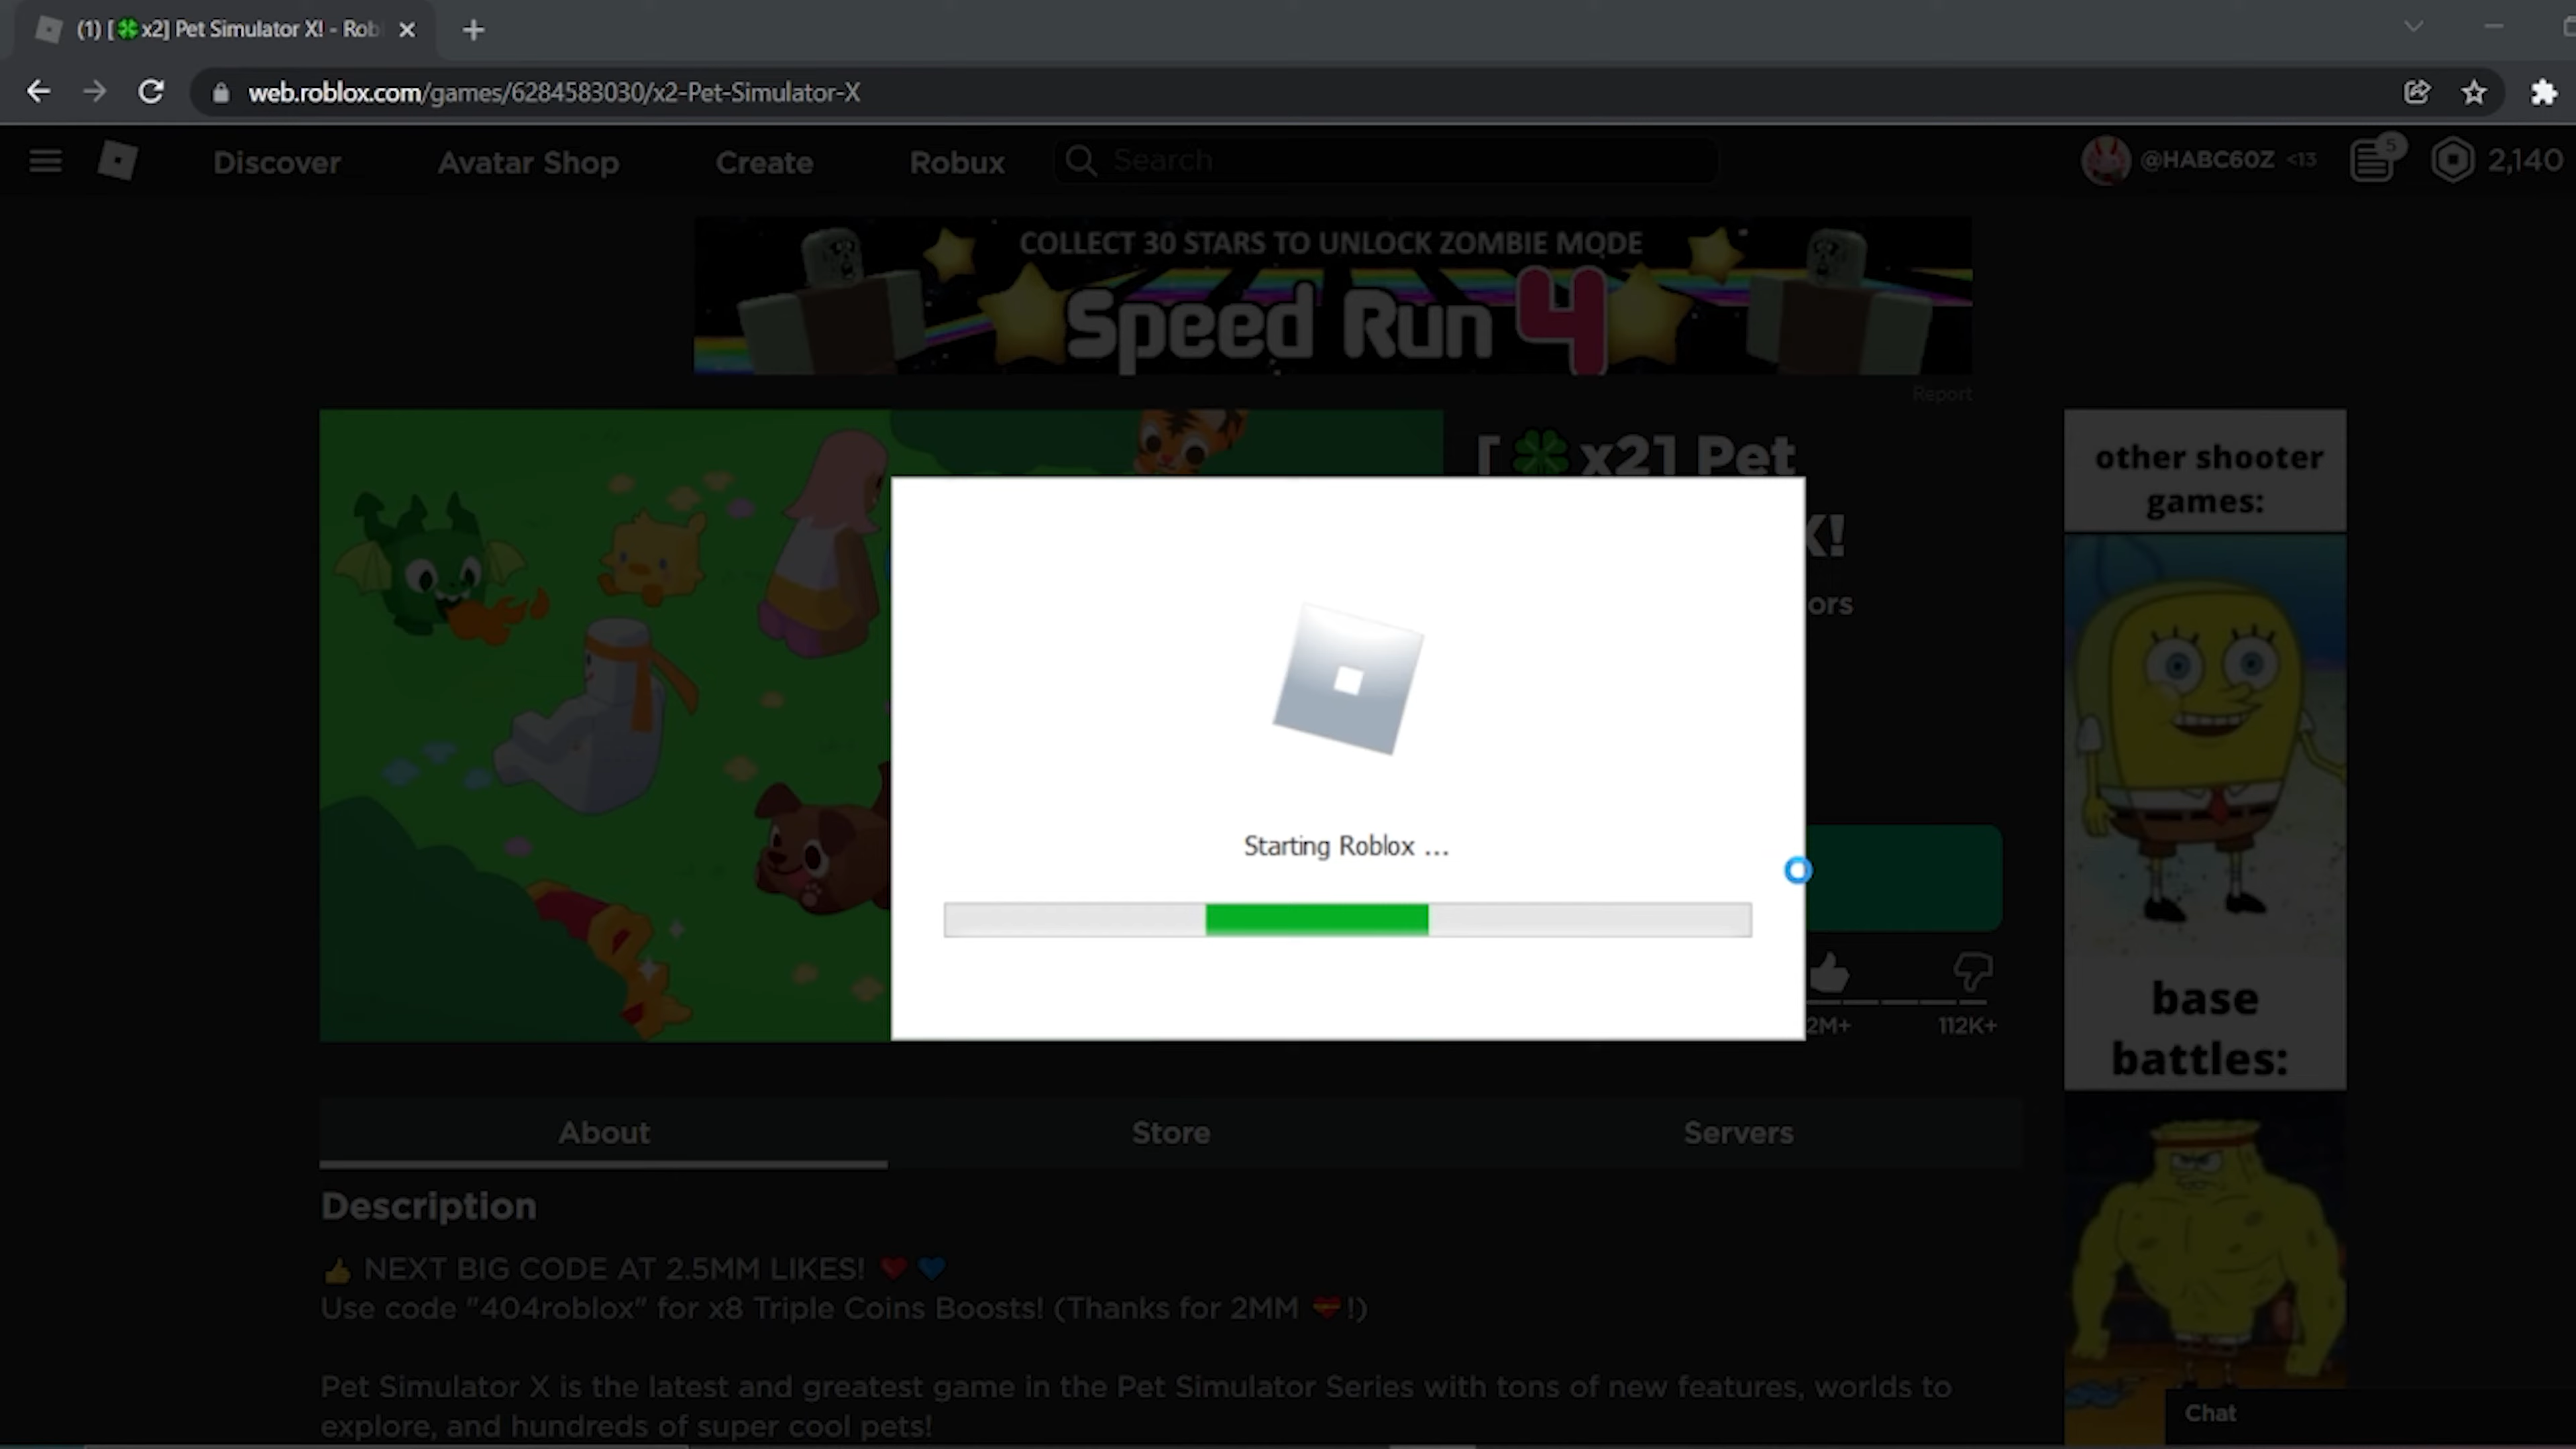 (1) [🍀x2] Pet Simulator X! - Rob
web.roblox.com/games/6284583030/x2-Pet-Simulator-X
Discover
Avatar Shop
Create
Robux
Search
@HABC60Z <13
5
2,140
COLLECT 30 STARS TO UNLOCK ZOMBIE MODE
Speed Run 4
Report
[🍀x2] Pet
X!
ors
Starting Roblox ...
2M+
112K+
other shooter
games:
base
battles:
About
Store
Servers
Description
👍 NEXT BIG CODE AT 2.5MM LIKES! ❤️💙
Use code "404roblox" for x8 Triple Coins Boosts! (Thanks for 2MM 💝!)
Pet Simulator X is the latest and greatest game in the Pet Simulator Series with tons of new features, worlds to
explore, and hundreds of super cool pets!
Chat